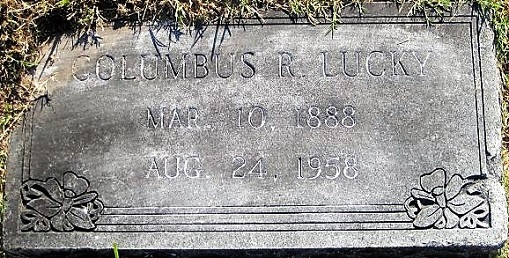 COLUMBUS R. LUCKY
MAR. 10, 1888
AUG. 24, 1958